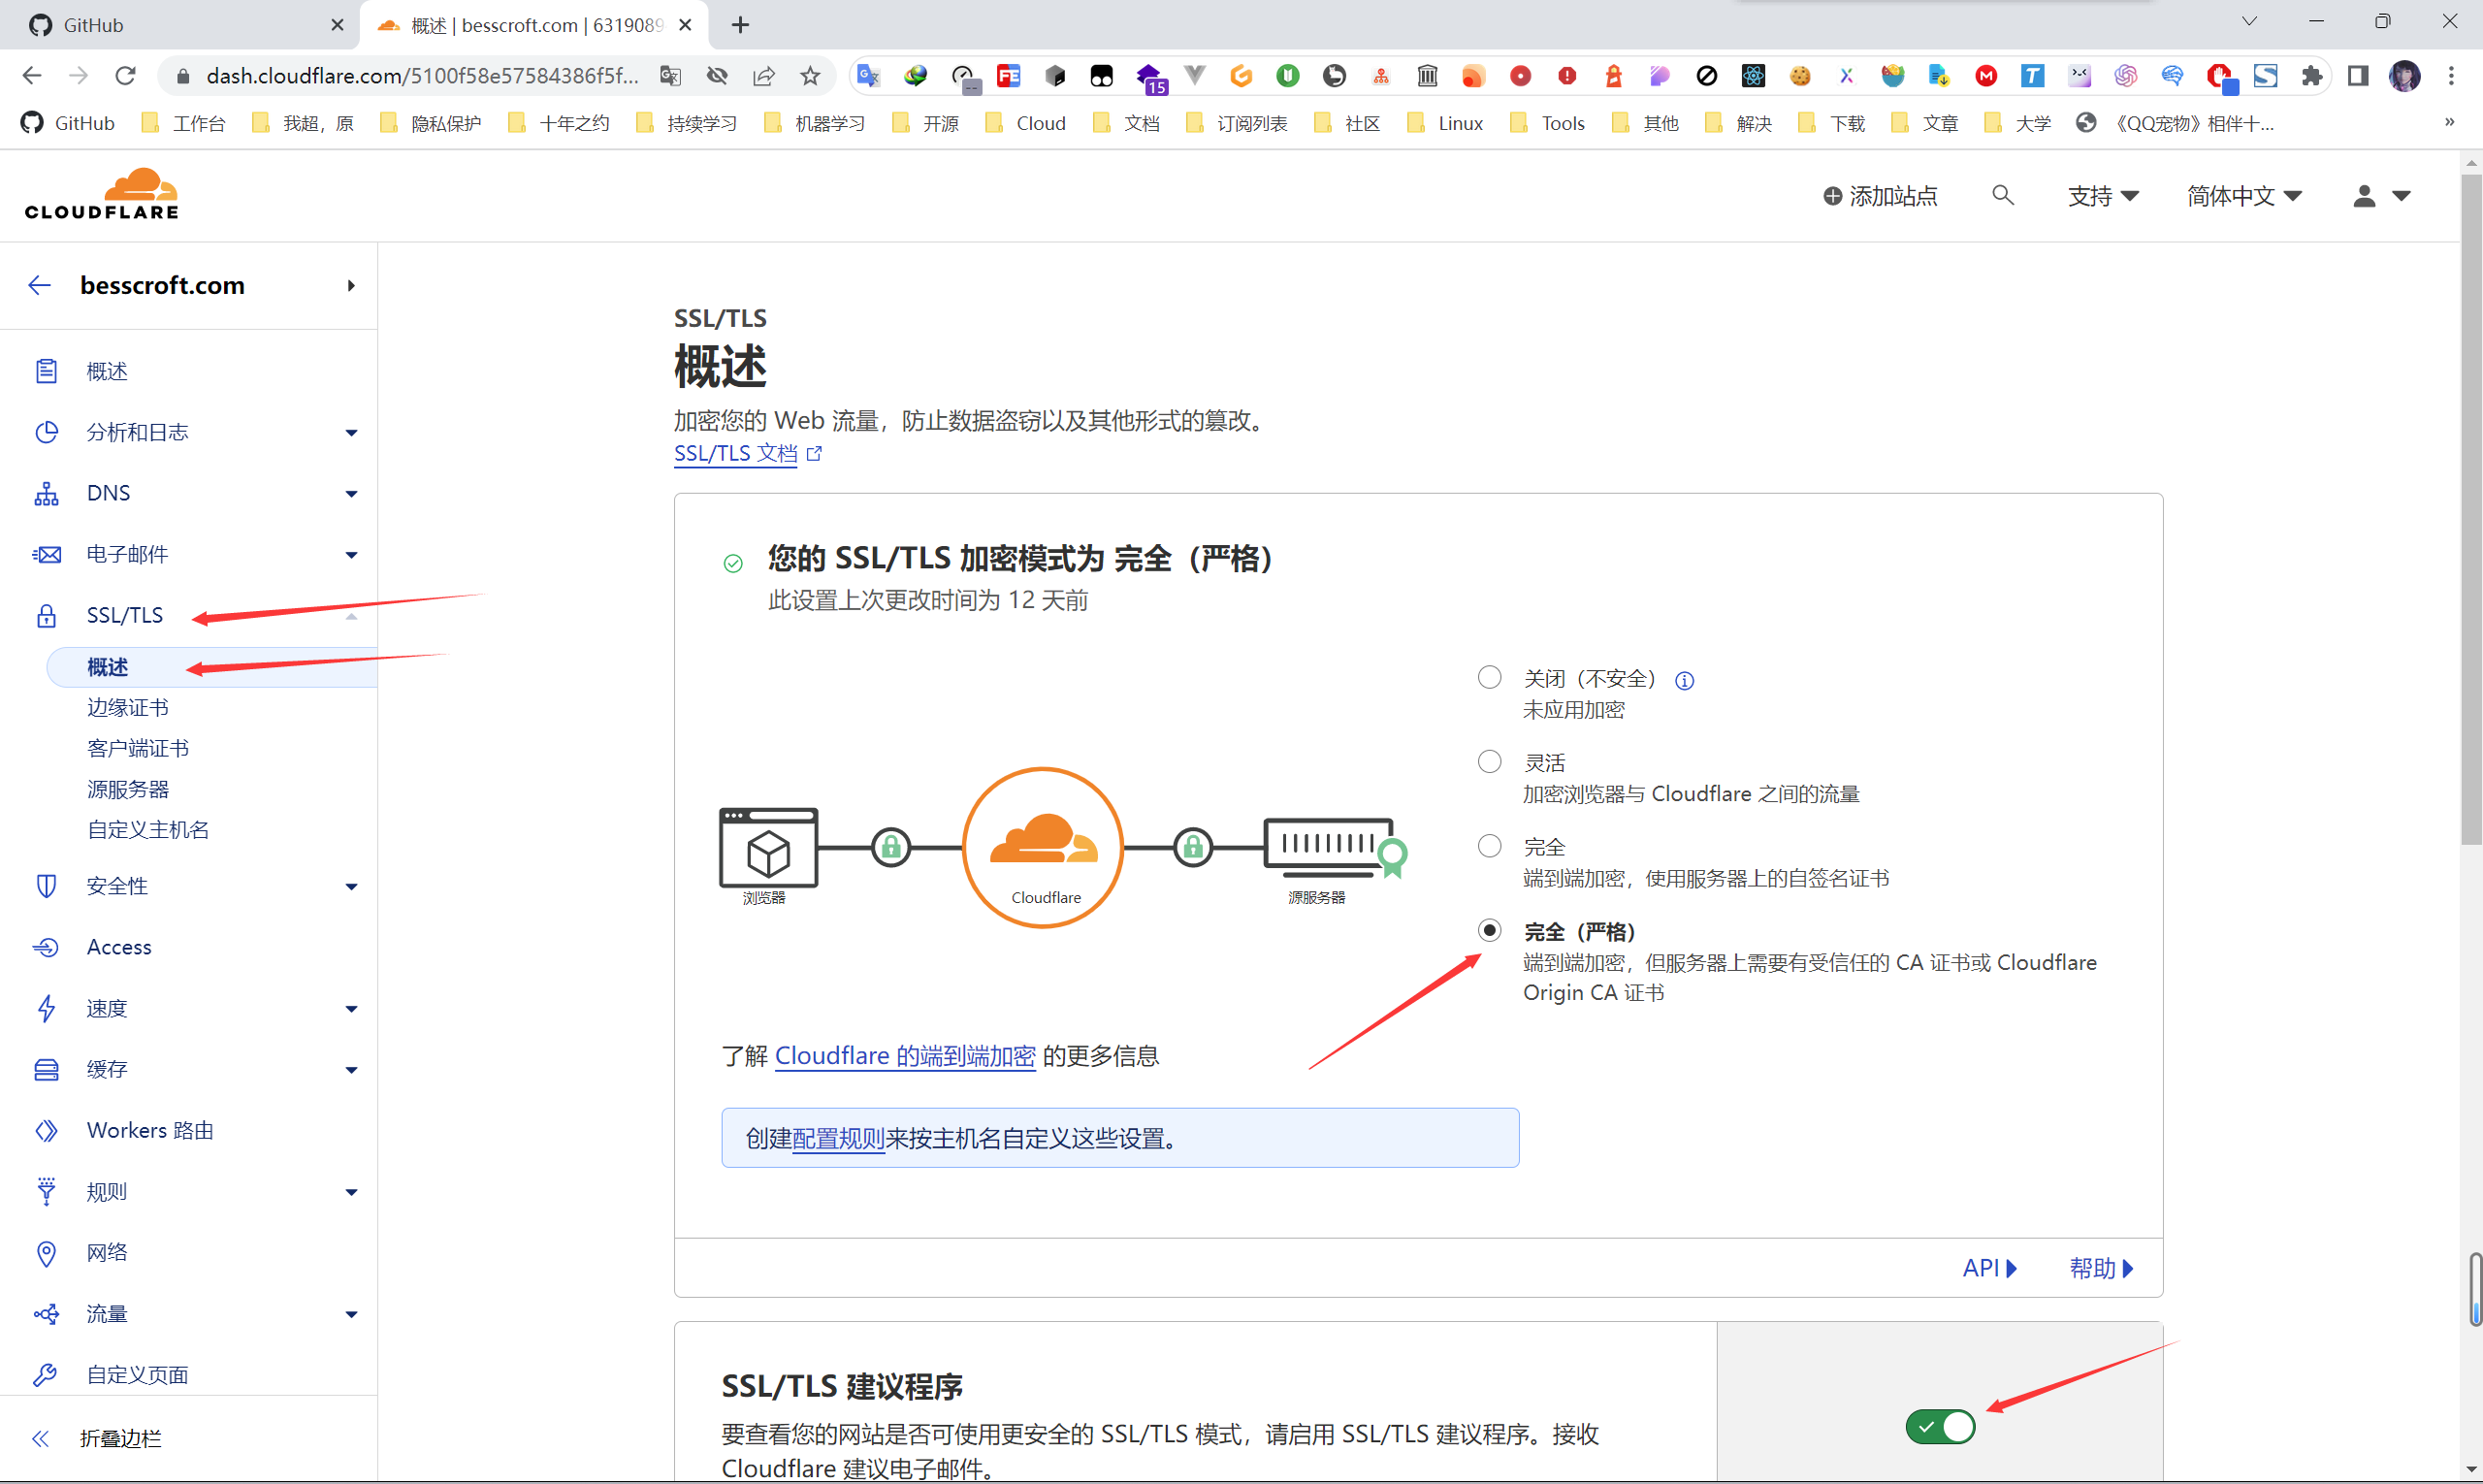 GitHub
概述 | besscroft.com | 6319089
dash.cloudflare.com/5100f58e57584386f5f...
15
GitHub
工作台
我超，原
隐私保护
十年之约
持续学习
机器学习
开源
Cloud
文档
订阅列表
社区
Linux
Tools
其他
解决
下载
文章
大学
《QQ宠物》相伴十...
»
CLOUDFLARE
添加站点
支持
简体中文
besscroft.com
概述
分析和日志
DNS
电子邮件
SSL/TLS
概述
边缘证书
客户端证书
源服务器
自定义主机名
安全性
Access
速度
缓存
Workers 路由
规则
网络
流量
自定义页面
折叠边栏
SSL/TLS
概述
加密您的 Web 流量，防止数据盗窃以及其他形式的篡改。
SSL/TLS 文档
您的 SSL/TLS 加密模式为 完全（严格）
此设置上次更改时间为 12 天前
浏览器
Cloudflare
源服务器
关闭（不安全）
未应用加密
灵活
加密浏览器与 Cloudflare 之间的流量
完全
端到端加密，使用服务器上的自签名证书
完全（严格）
端到端加密，但服务器上需要有受信任的 CA 证书或 Cloudflare
Origin CA 证书
了解 Cloudflare 的端到端加密 的更多信息
创建配置规则来按主机名自定义这些设置。
API
帮助
SSL/TLS 建议程序
要查看您的网站是否可使用更安全的 SSL/TLS 模式，请启用 SSL/TLS 建议程序。接收
Cloudflare 建议电子邮件。